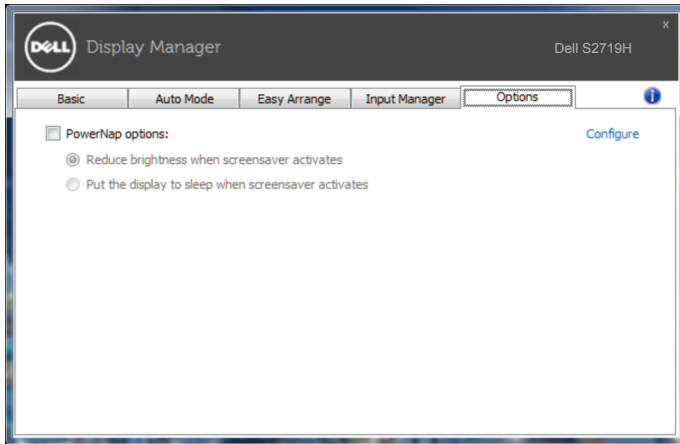 DELL Display Manager
Dell S2719H
x
Basic Auto Mode Easy Arrange Input Manager Options i
PowerNap options: Configure
Reduce brightness when screensaver activates
Put the display to sleep when screensaver activates